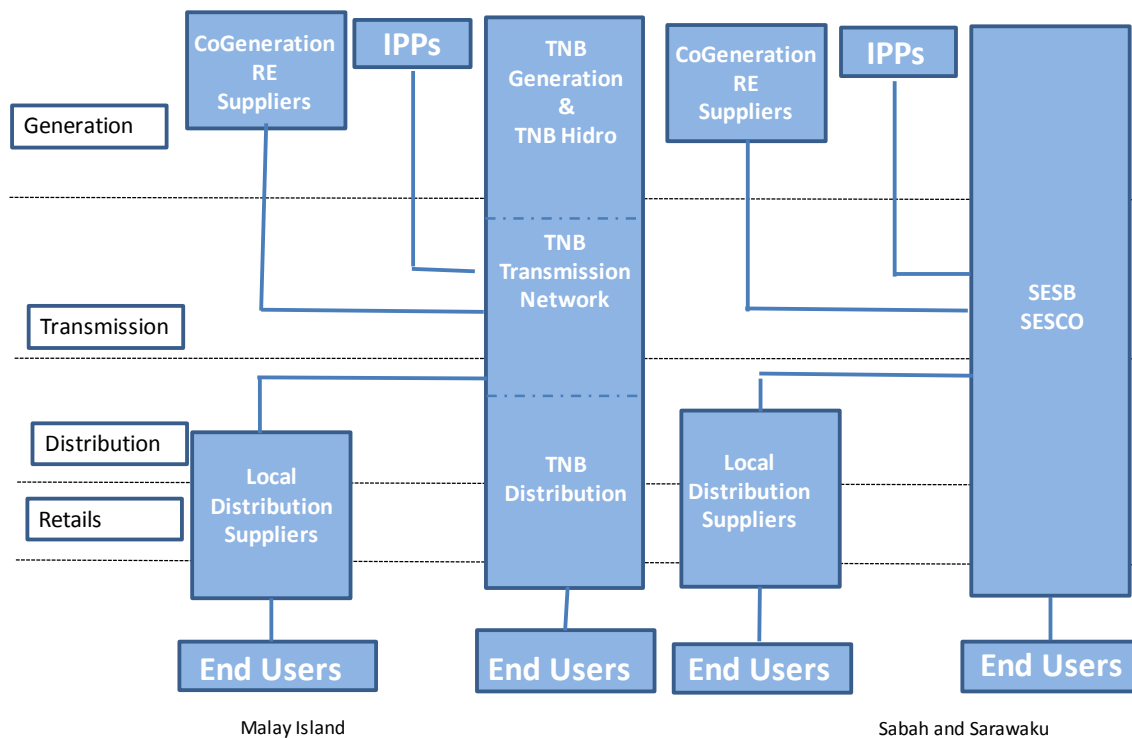 CoGeneration
RE
Suppliers
IPPs
TNB
Generation
&
TNB Hidro
CoGeneration
RE
Suppliers
IPPs
Generation
TNB
Transmission
Network
SESB
SESCO
Transmission
Distribution
Local
Distribution
Suppliers
TNB
Distribution
Local
Distribution
Suppliers
Retails
End Users
End Users
End Users
End Users
Malay Island
Sabah and Sarawaku